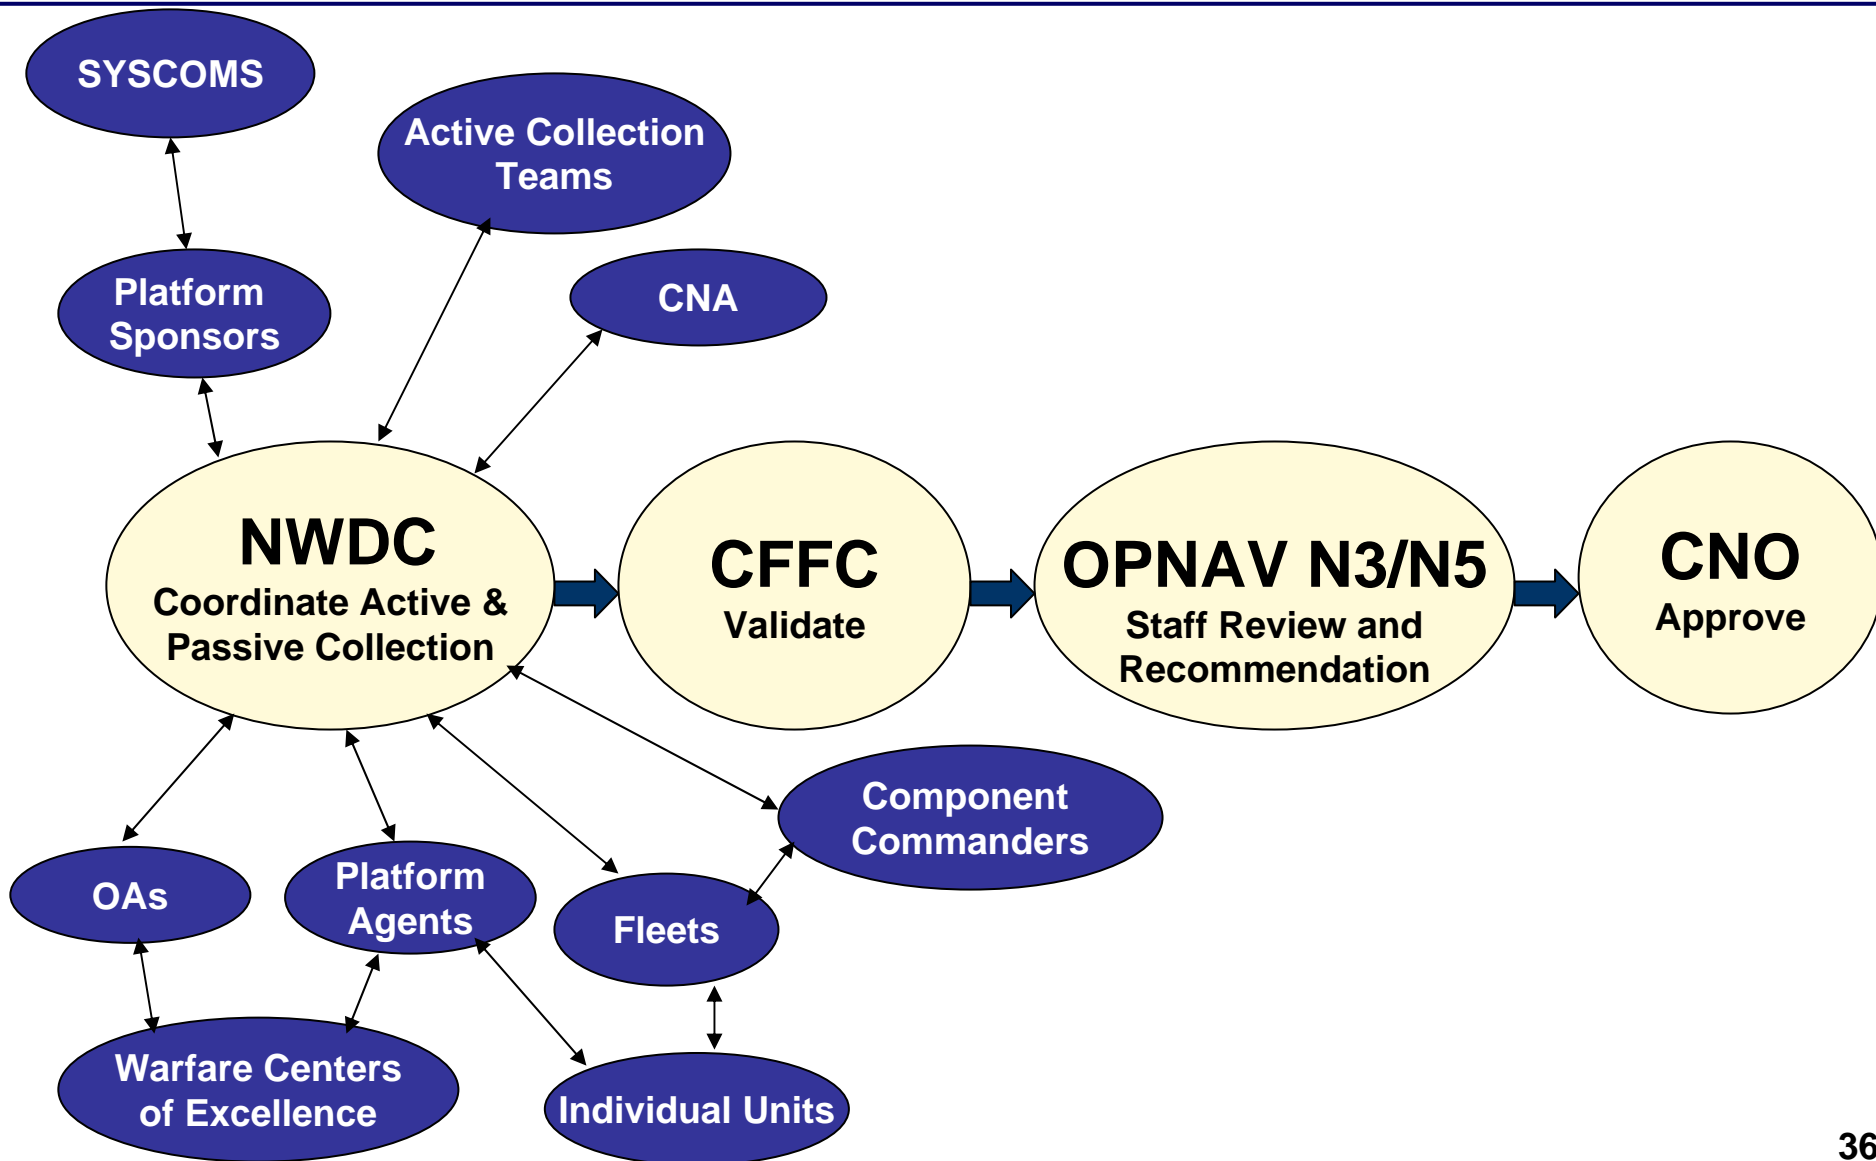 SYSCOMS
Active Collection
Teams
Platform
Sponsors
CNA
NWDC
Coordinate Active &
Passive Collection
CFFC
Validate
OPNAV N3/N5
Staff Review and
Recommendation
CNO
Approve
Component
Commanders
OAs
Platform
Agents
Fleets
Warfare Centers
of Excellence
Individual Units
36